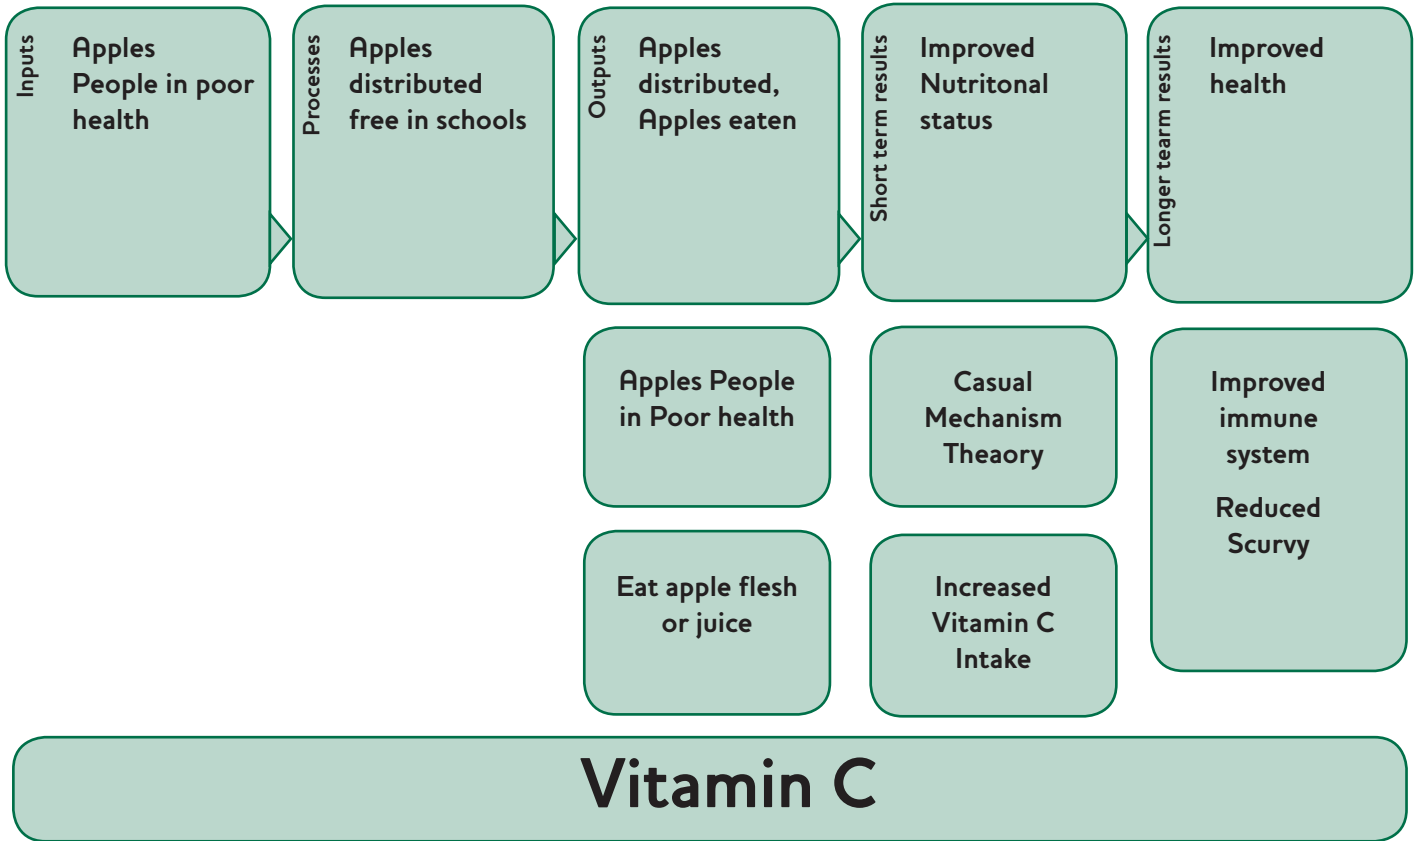 Inputs
Apples
People in poor
health
Processes
Apples
distributed
free in schools
Outputs
Apples
distributed,
Apples eaten
Short term results
Improved
Nutritonal
status
Longer tearm results
Improved
health
Apples People
in Poor health
Casual
Mechanism
Theaory
Improved
immune
system
Reduced
Scurvy
Eat apple flesh
or juice
Increased
Vitamin C
Intake
Vitamin C